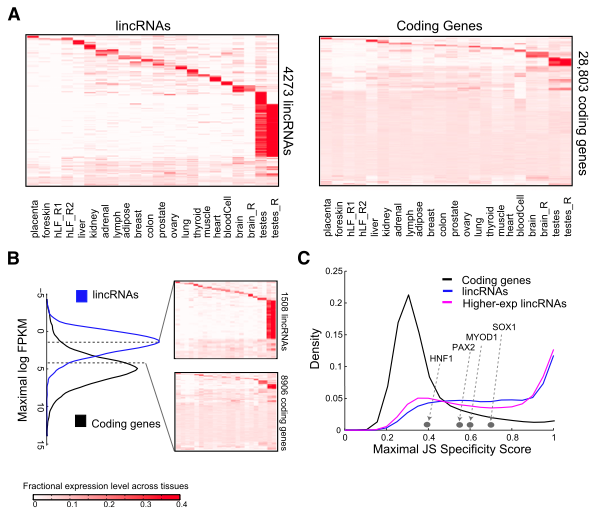 A
lincRNAs
Coding Genes
4273 lincRNAs
28,803 coding genes
placenta
foreskin
hLF_R1
hLF_R2
liver
kidney
adrenal
lymph
adipose
breast
colon
prostate
ovary
lung
thyroid
muscle
heart
bloodCell
brain
brain_R
testes
testes_R
placenta
foreskin
hLF_R1
hLF_R2
liver
kidney
adrenal
lymph
adipose
breast
colon
prostate
ovary
lung
thyroid
muscle
heart
bloodCell
brain
brain_R
testes
testes_R
B
lincRNAs
Maximal log FPKM
-5
0
5
10
15
Coding genes
1508 lincRNAs
8906 coding genes
Fractional expression level across tissues
0
0.1
0.2
0.3
0.4
C
Coding genes
lincRNAs
Higher-exp lincRNAs
Density
0.25
0.2
0.15
0.1
0.05
0
SOX1
MYOD1
PAX2
HNF1
0
0.2
0.4
0.6
0.8
1
Maximal JS Specificity Score